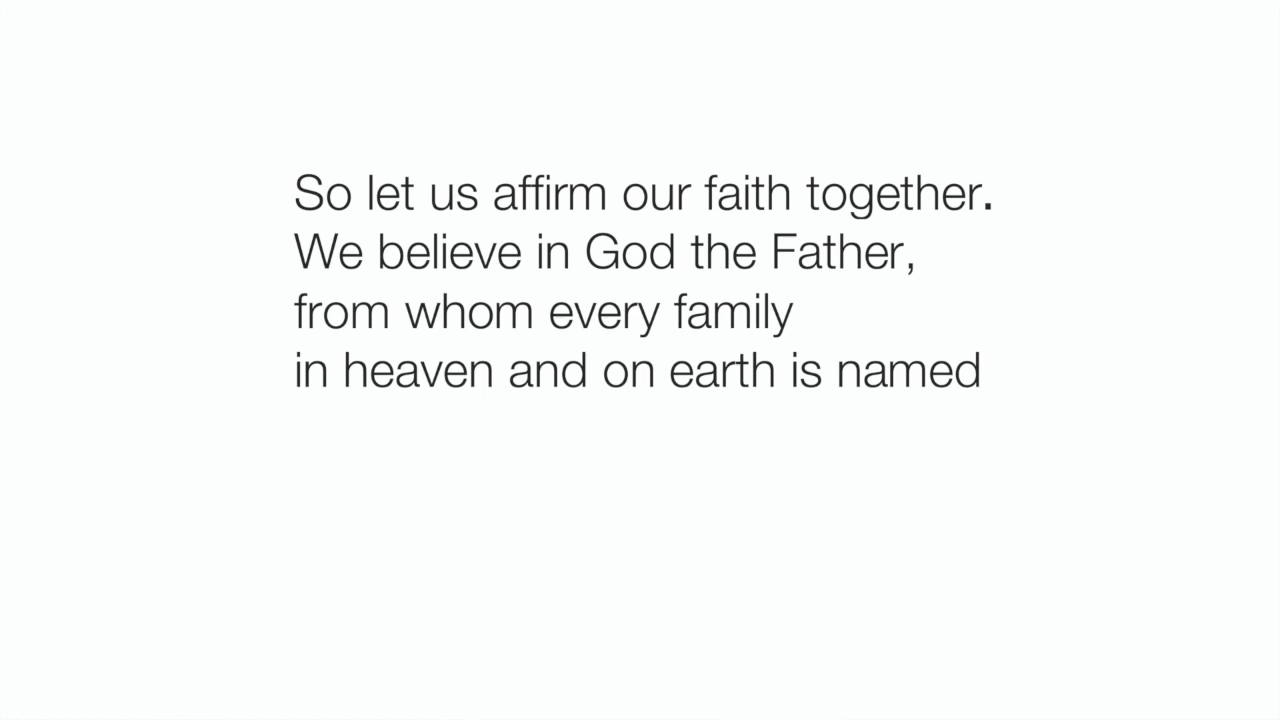 So let us affirm our faith together.
We believe in God the Father,
from whom every family
in heaven and on earth is named